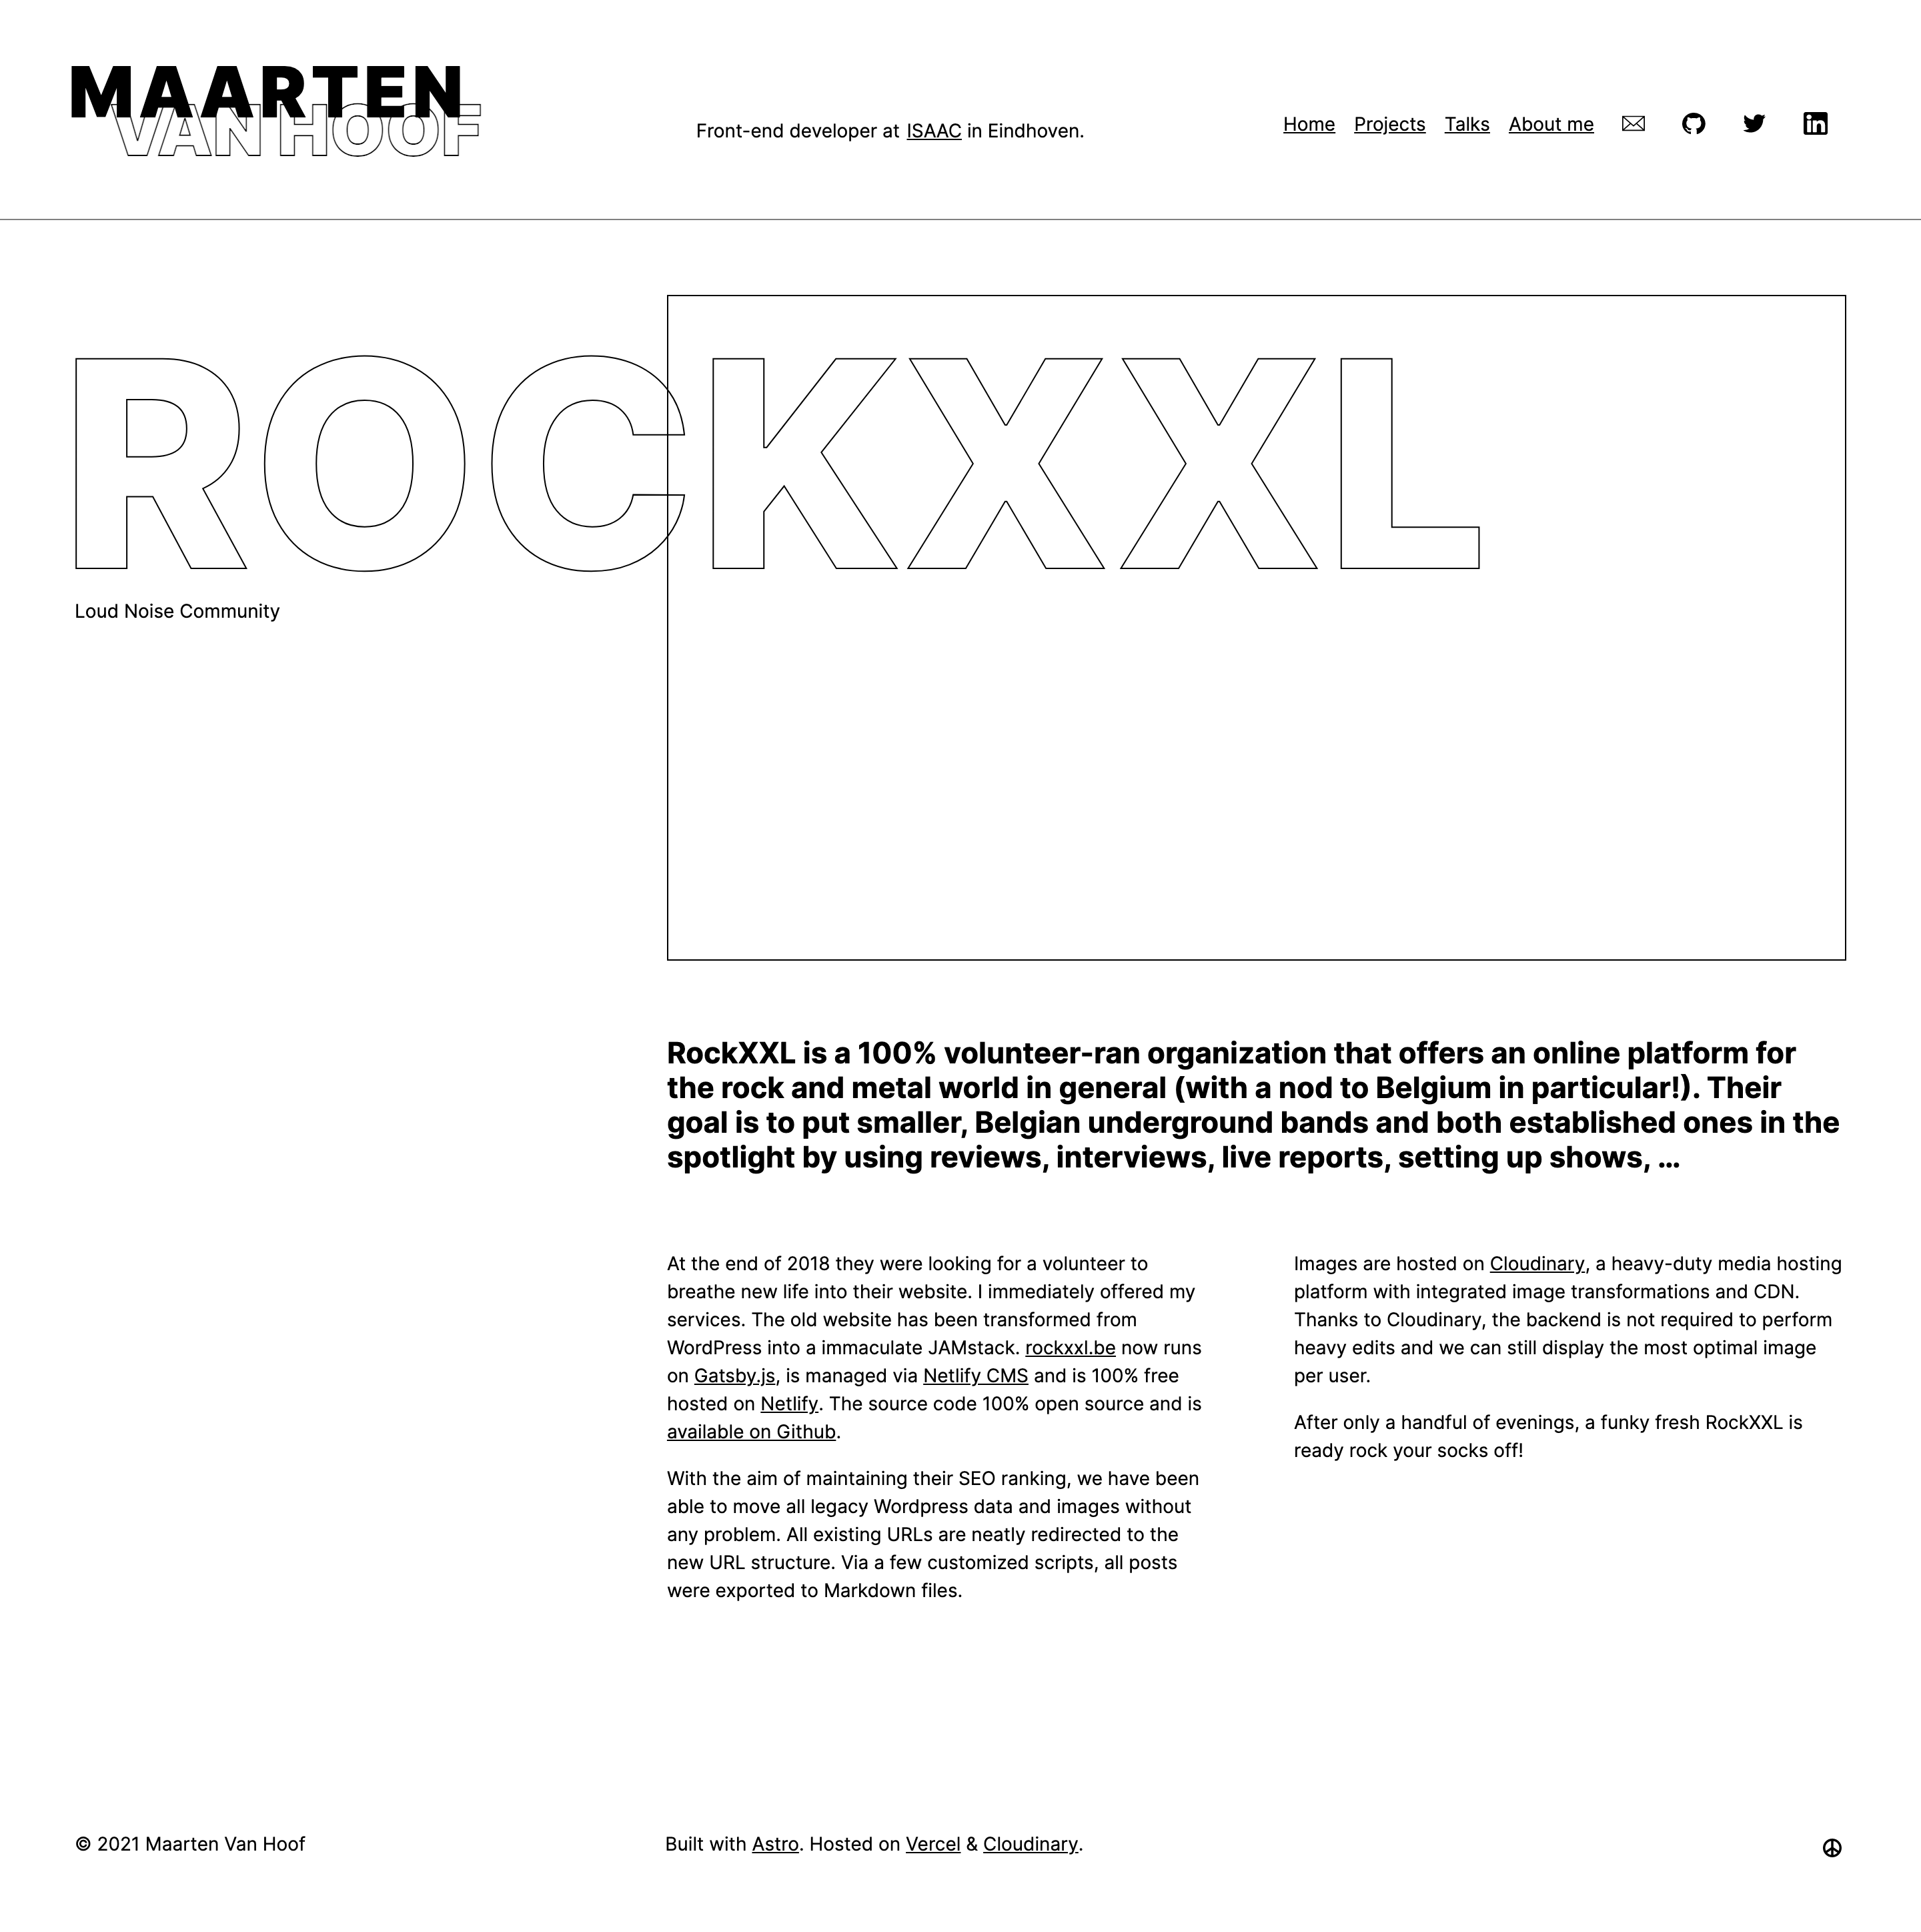 MAARTEN
VAN HOOF
Front-end developer at ISAAC in Eindhoven.
Home Projects Talks About me
ROCKXXL
Loud Noise Community
RockXXL is a 100% volunteer-ran organization that offers an online platform for
the rock and metal world in general (with a nod to Belgium in particular!). Their
goal is to put smaller, Belgian underground bands and both established ones in the
spotlight by using reviews, interviews, live reports, setting up shows, ...
At the end of 2018 they were looking for a volunteer to
breathe new life into their website. I immediately offered my
services. The old website has been transformed from
WordPress into a immaculate JAMstack. rockxxl.be now runs
on Gatsby.js, is managed via Netlify CMS and is 100% free
hosted on Netlify. The source code 100% open source and is
available on Github.
With the aim of maintaining their SEO ranking, we have been
able to move all legacy Wordpress data and images without
any problem. All existing URLs are neatly redirected to the
new URL structure. Via a few customized scripts, all posts
were exported to Markdown files.
Images are hosted on Cloudinary, a heavy-duty media hosting
platform with integrated image transformations and CDN.
Thanks to Cloudinary, the backend is not required to perform
heavy edits and we can still display the most optimal image
per user.
After only a handful of evenings, a funky fresh RockXXL is
ready rock your socks off!
© 2021 Maarten Van Hoof
Built with Astro. Hosted on Vercel & Cloudinary.